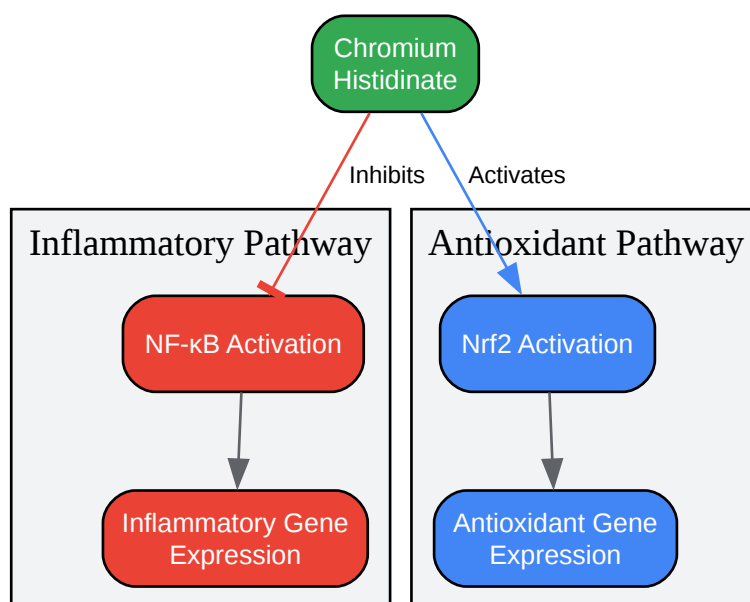 Chromium
Histidinate
Inhibits
Activates
Inflammatory Pathway
Antioxidant Pathway
NF-κB Activation
Nrf2 Activation
Inflammatory Gene
Expression
Antioxidant Gene
Expression